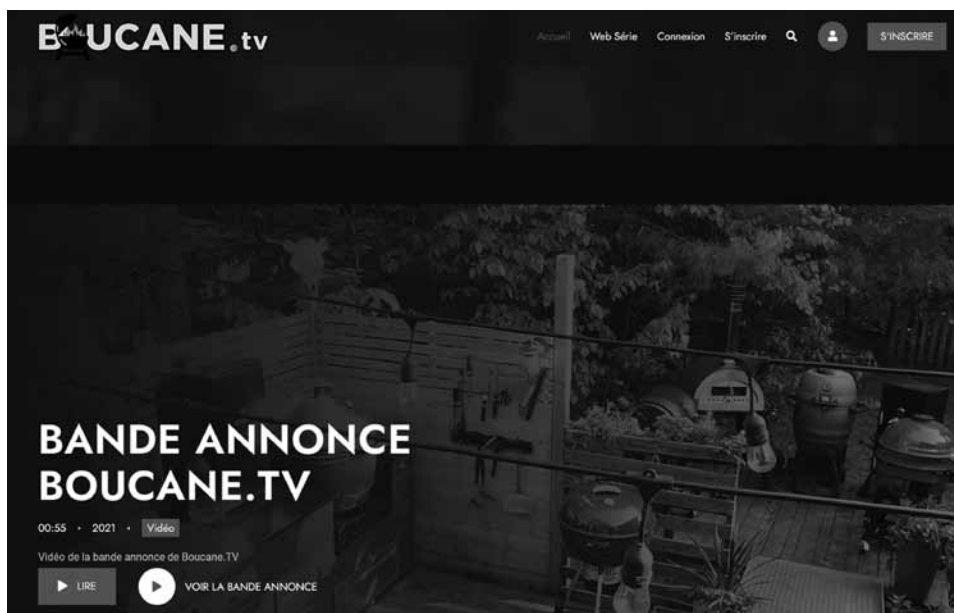 BOUCANE.tv
Accueil
Web Série
Connexion
S'inscrire
S'INSCRIRE
BANDE ANNONCE
BOUCANE.TV
00:55 • 2021 • Vidéo
Vidéo de la bande annonce de Boucane.TV
LIRE
VOIR LA BANDE ANNONCE